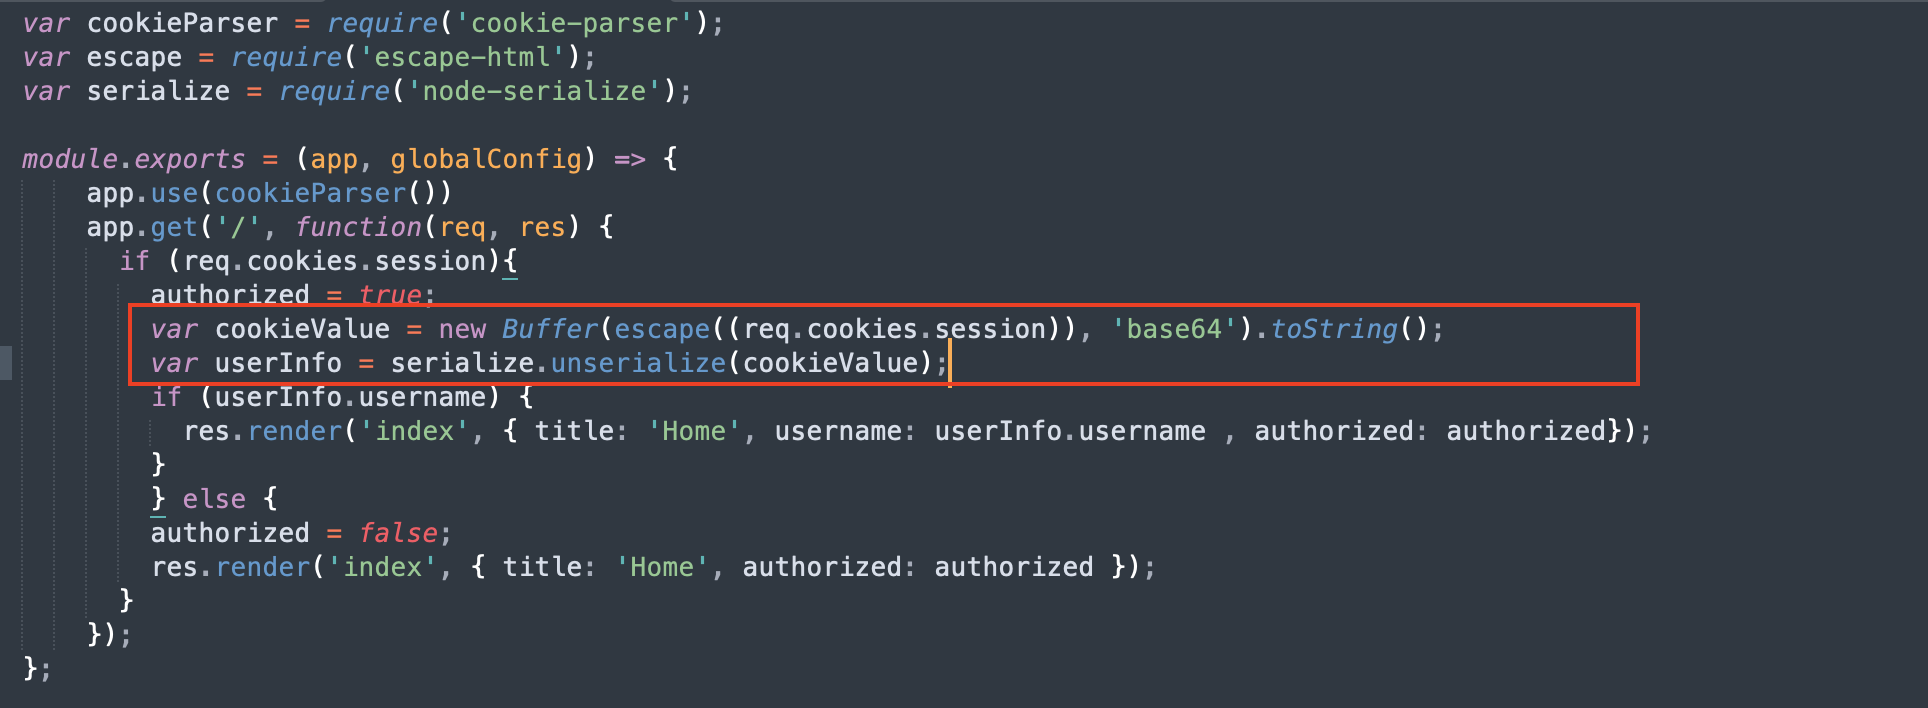 var cookieParser = require('cookie-parser');
var escape = require('escape-html');
var serialize = require('node-serialize');
module.exports = (app, globalConfig) => {
app.use(cookieParser())
app.get('/', function(req, res) {
if (req.cookies.session){
authorized = true;
var cookieValue = new Buffer(escape((req.cookies.session)), 'base64').toString();
var userInfo = serialize.unserialize(cookieValue);
if (userInfo.username) {
res.render('index', { title: 'Home', username: userInfo.username , authorized: authorized});
}
} else {
authorized = false;
res.render('index', { title: 'Home', authorized: authorized });
}
});
};